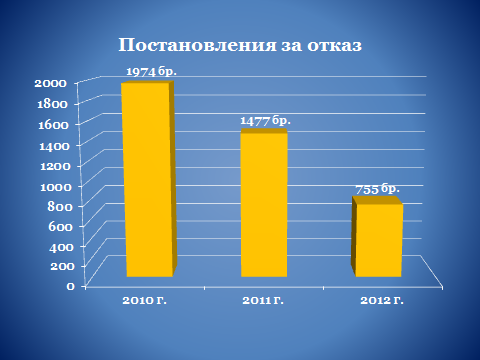 Постановления за отказ
1974 бр.
1477 бр.
755 бр.
2000
1800
1600
1400
1200
1000
800
600
400
200
0
2010 г.
2011 г.
2012 г.